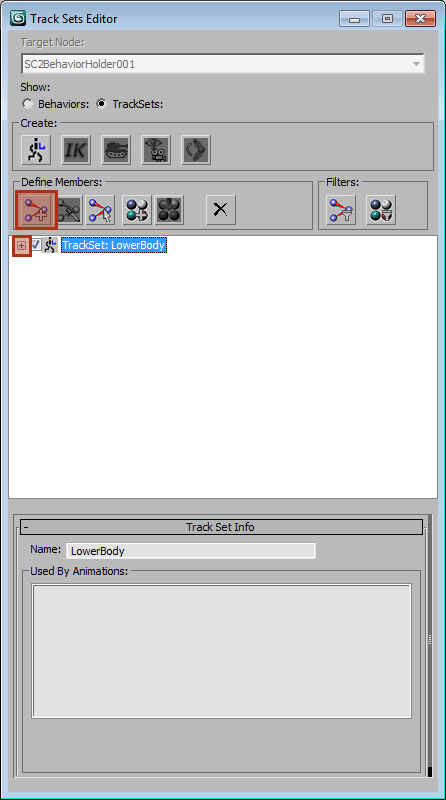 Track Sets Editor
Target Node:
SC2BehaviorHolder001
Show:
Behaviors: TrackSets:
Create:
IK
Define Members: Filters:
TrackSet: LowerBody
Track Set Info
Name: LowerBody
Used By Animations: